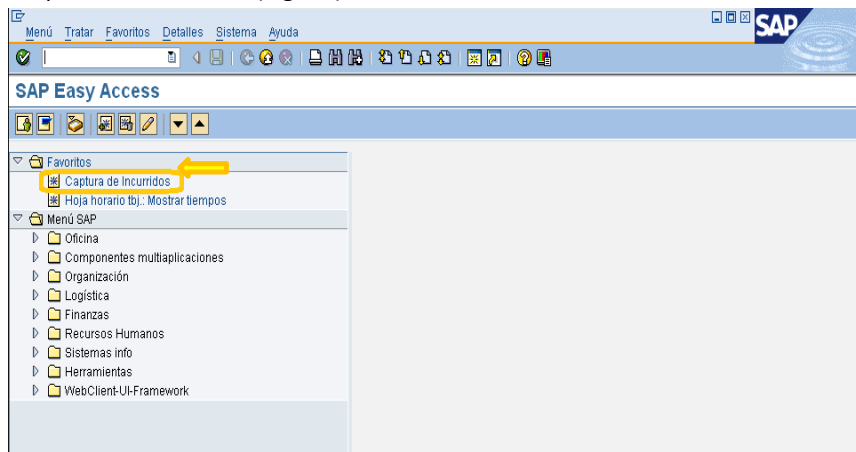 Menú Tratar Favoritos Detalles Sistema Ayuda
SAP
SAP Easy Access
Favoritos
Captura de Incurridos
Hoja horario tbj.: Mostrar tiempos
Menú SAP
Oficina
Componentes multiaplicaciones
Organización
Logística
Finanzas
Recursos Humanos
Sistemas info
Herramientas
WebClient-UI-Framework